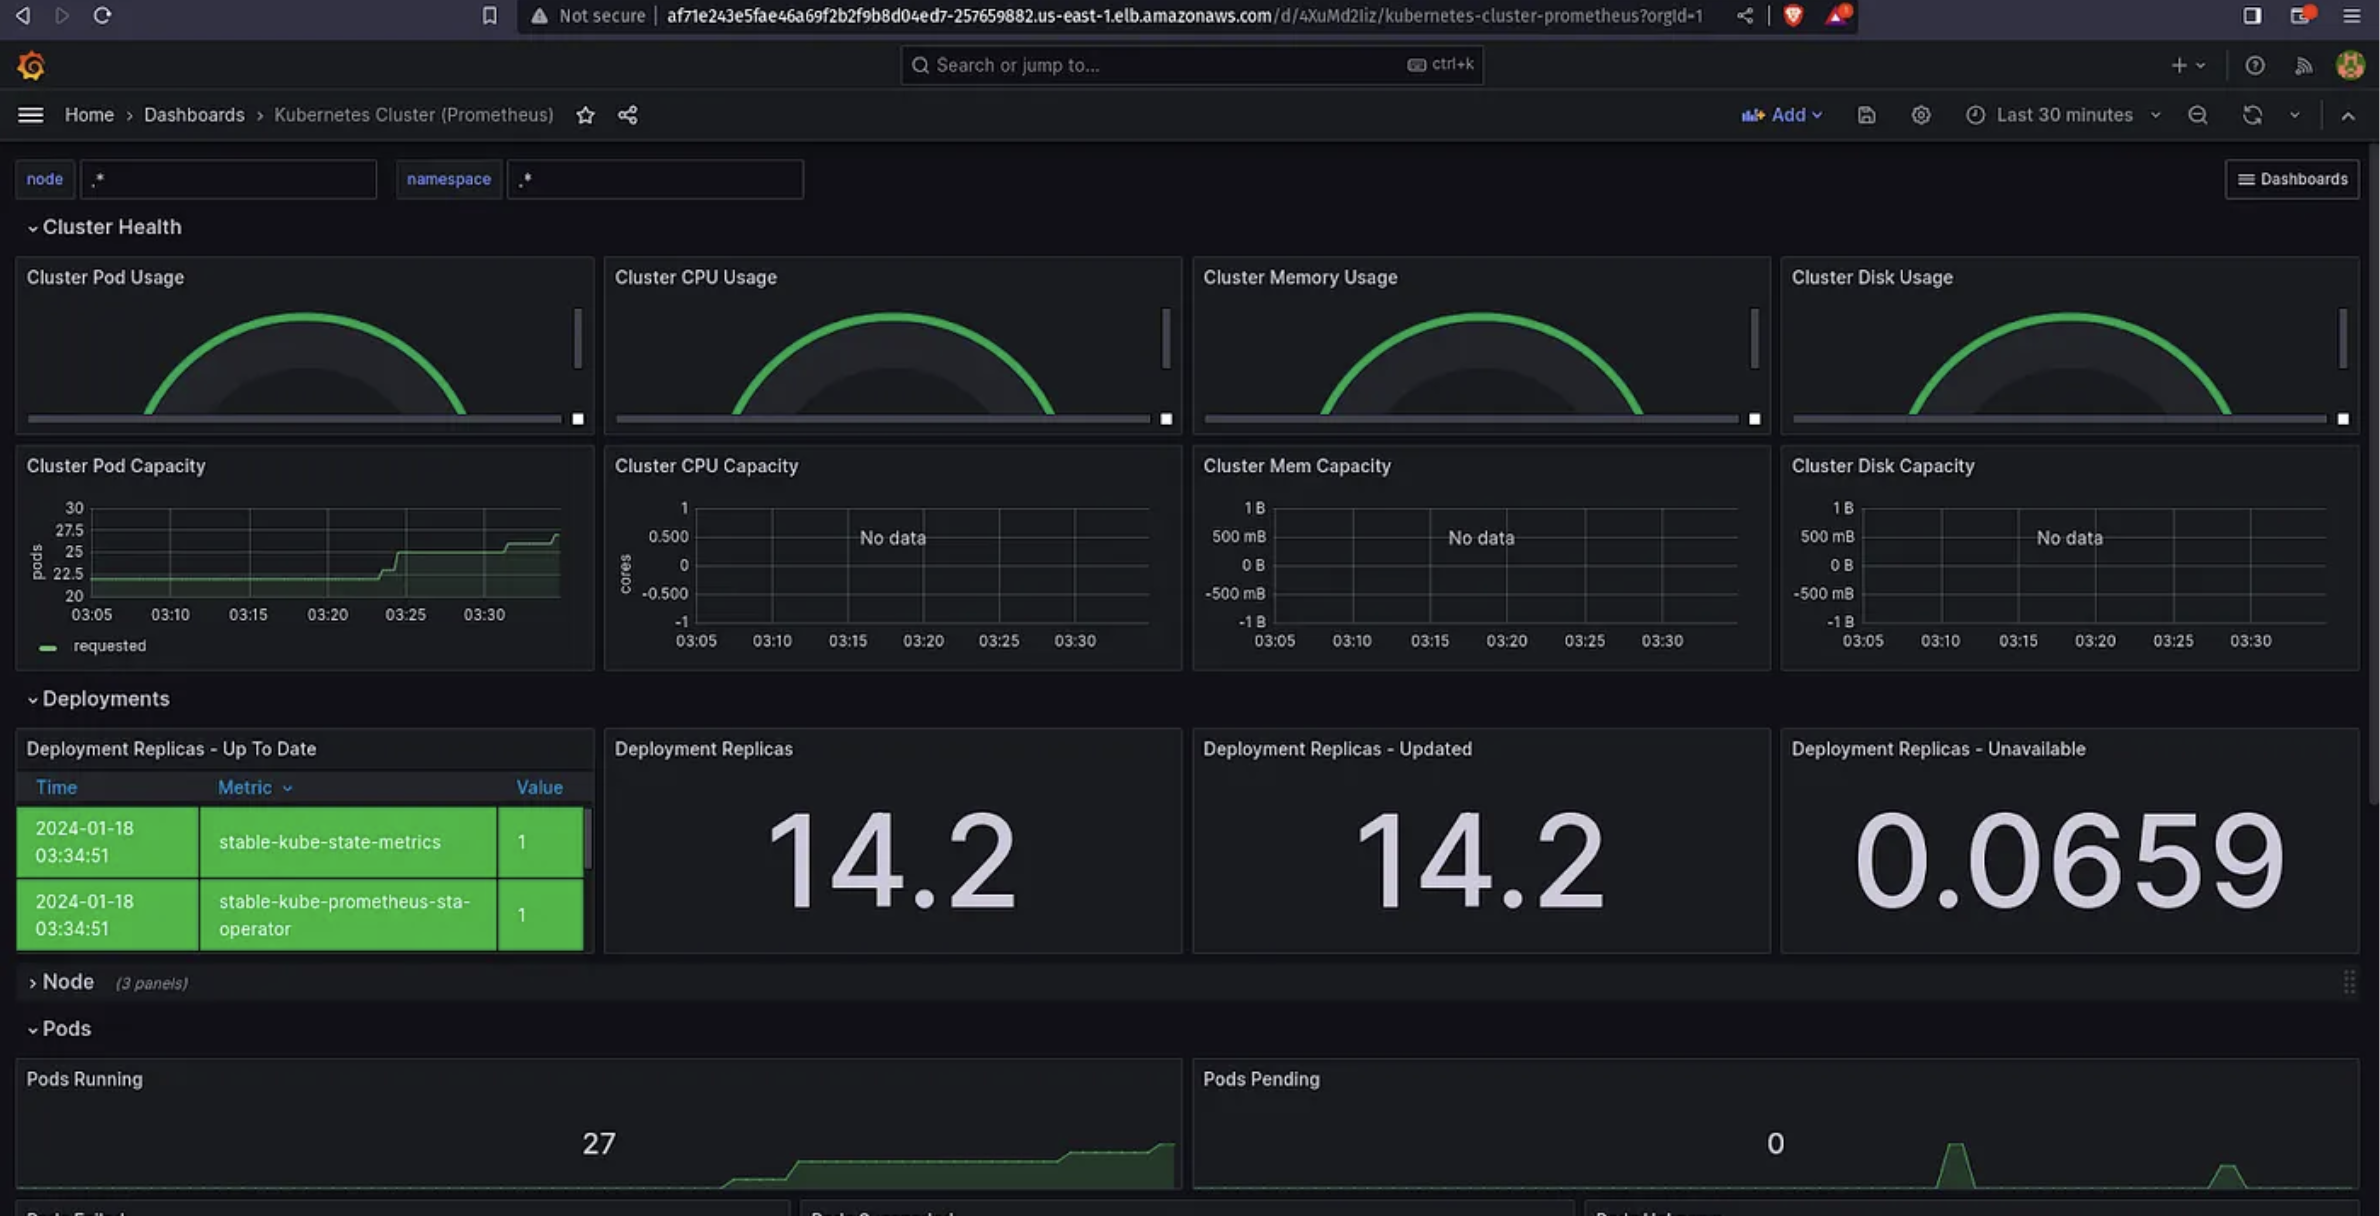 Not secure | af71e243e5fae46a69f2b2f9b8d04ed7-257659882.us-east-1.elb.amazonaws.com/d/4XuMd2Iiz/kubernetes-cluster-prometheus?orgId=1
Search or jump to...
ctrl+k
Home › Dashboards › Kubernetes Cluster (Prometheus)
Add
Last 30 minutes
node
.*
namespace
.*
Dashboards
Cluster Health
Cluster Pod Usage
Cluster CPU Usage
Cluster Memory Usage
Cluster Disk Usage
Cluster Pod Capacity
30
27.5
25
22.5
20
pods
03:05 03:10 03:15 03:20 03:25 03:30
requested
Cluster CPU Capacity
1
0.500
0
-0.500
-1
cores
No data
03:05 03:10 03:15 03:20 03:25 03:30
Cluster Mem Capacity
1 B
500 mB
0 B
-500 mB
-1 B
No data
03:05 03:10 03:15 03:20 03:25 03:30
Cluster Disk Capacity
1 B
500 mB
0 B
-500 mB
-1 B
No data
03:05 03:10 03:15 03:20 03:25 03:30
Deployments
Deployment Replicas - Up To Date
Time Metric Value
2024-01-18
03:34:51
stable-kube-state-metrics
1
2024-01-18
03:34:51
stable-kube-prometheus-sta-
operator
1
Deployment Replicas
14.2
Deployment Replicas - Updated
14.2
Deployment Replicas - Unavailable
0.0659
Node (3 panels)
Pods
Pods Running
27
Pods Pending
0